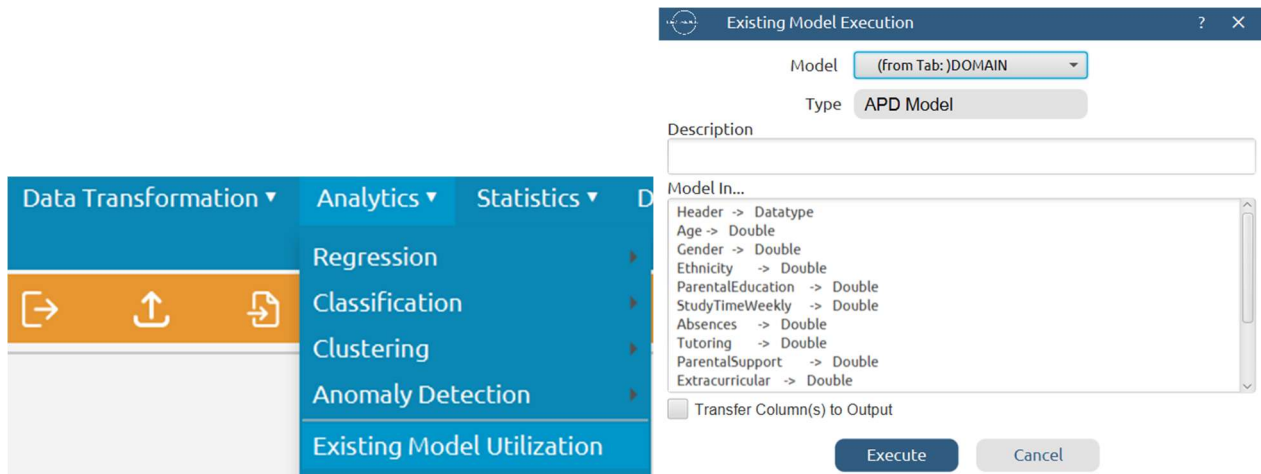 Data Transformation ▾ Analytics ▾ Statistics ▾ D
Regression
Classification
Clustering
Anomaly Detection
Existing Model Utilization
Existing Model Execution ? ✕
Model (from Tab: )DOMAIN
Type APD Model
Description
Model In...
Header -> Datatype
Age -> Double
Gender -> Double
Ethnicity -> Double
ParentalEducation -> Double
StudyTimeWeekly -> Double
Absences -> Double
Tutoring -> Double
ParentalSupport -> Double
Extracurricular -> Double
Transfer Column(s) to Output
Execute Cancel